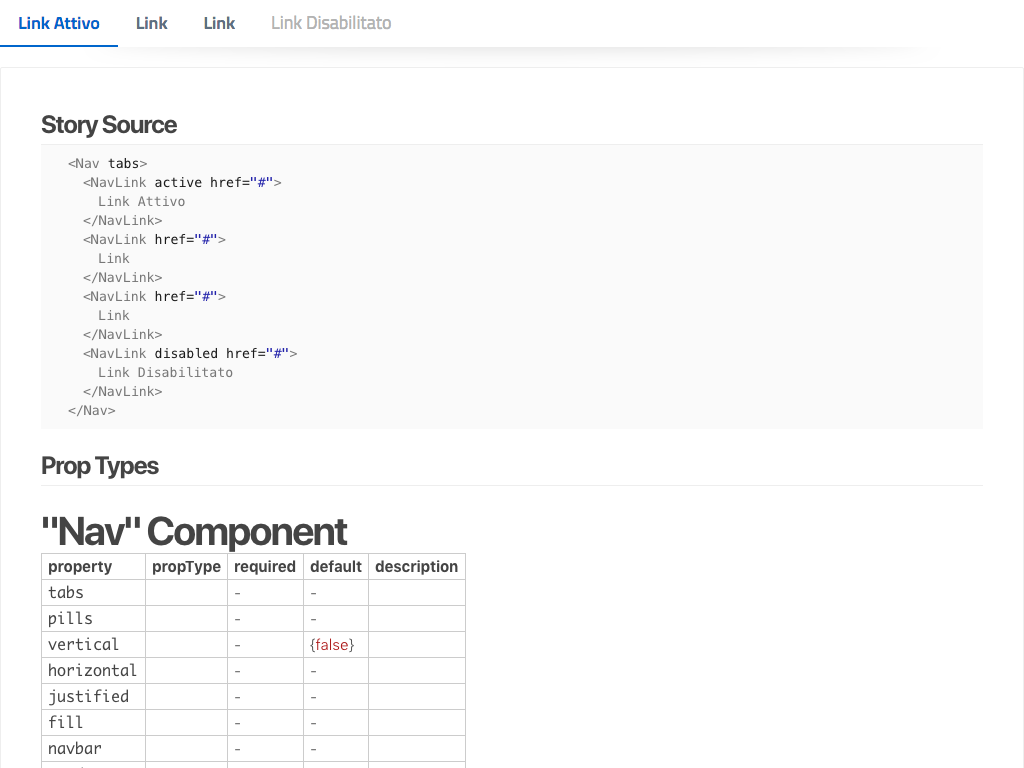 Link Attivo Link Link Link Disabilitato
Story Source
<Nav tabs>
  <NavLink active href="#">
    Link Attivo
  </NavLink>
  <NavLink href="#">
    Link
  </NavLink>
  <NavLink href="#">
    Link
  </NavLink>
  <NavLink disabled href="#">
    Link Disabilitato
  </NavLink>
</Nav>
Prop Types
"Nav" Component
property propType required default description
tabs - -
pills - -
vertical - {false}
horizontal - -
justified - -
fill - -
navbar - -